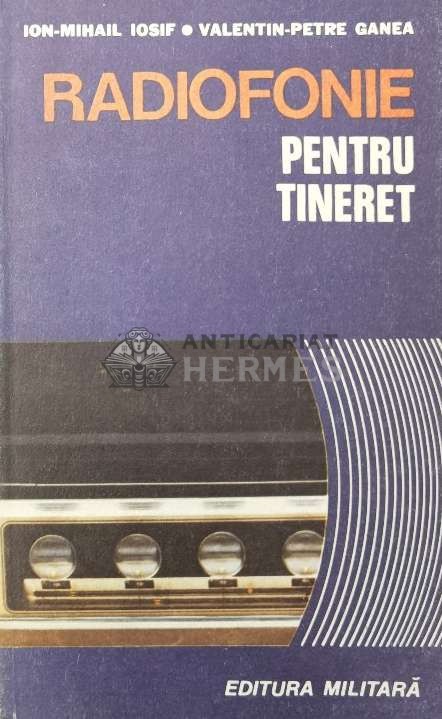 ION-MIHAIL IOSIF • VALENTIN-PETRE GANEA
RADIOFONIE
PENTRU
TINERET
ANTICARIAT
HERMES
EDITURA MILITARĂ